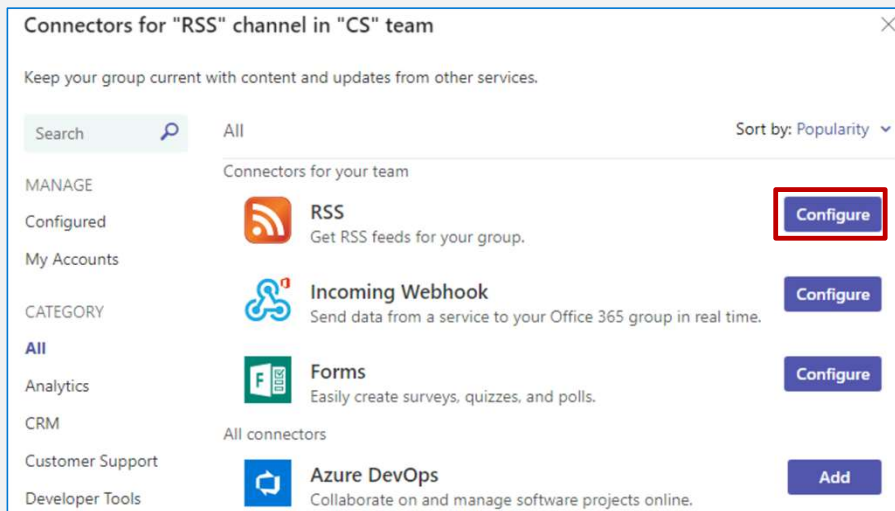 Connectors for "RSS" channel in "CS" team
Keep your group current with content and updates from other services.
Search
All
Sort by: Popularity
MANAGE
Configured
My Accounts
CATEGORY
All
Analytics
CRM
Customer Support
Developer Tools
Connectors for your team
RSS
Get RSS feeds for your group.
Configure
Incoming Webhook
Send data from a service to your Office 365 group in real time.
Configure
F
Forms
Easily create surveys, quizzes, and polls.
Configure
All connectors
Azure DevOps
Collaborate on and manage software projects online.
Add